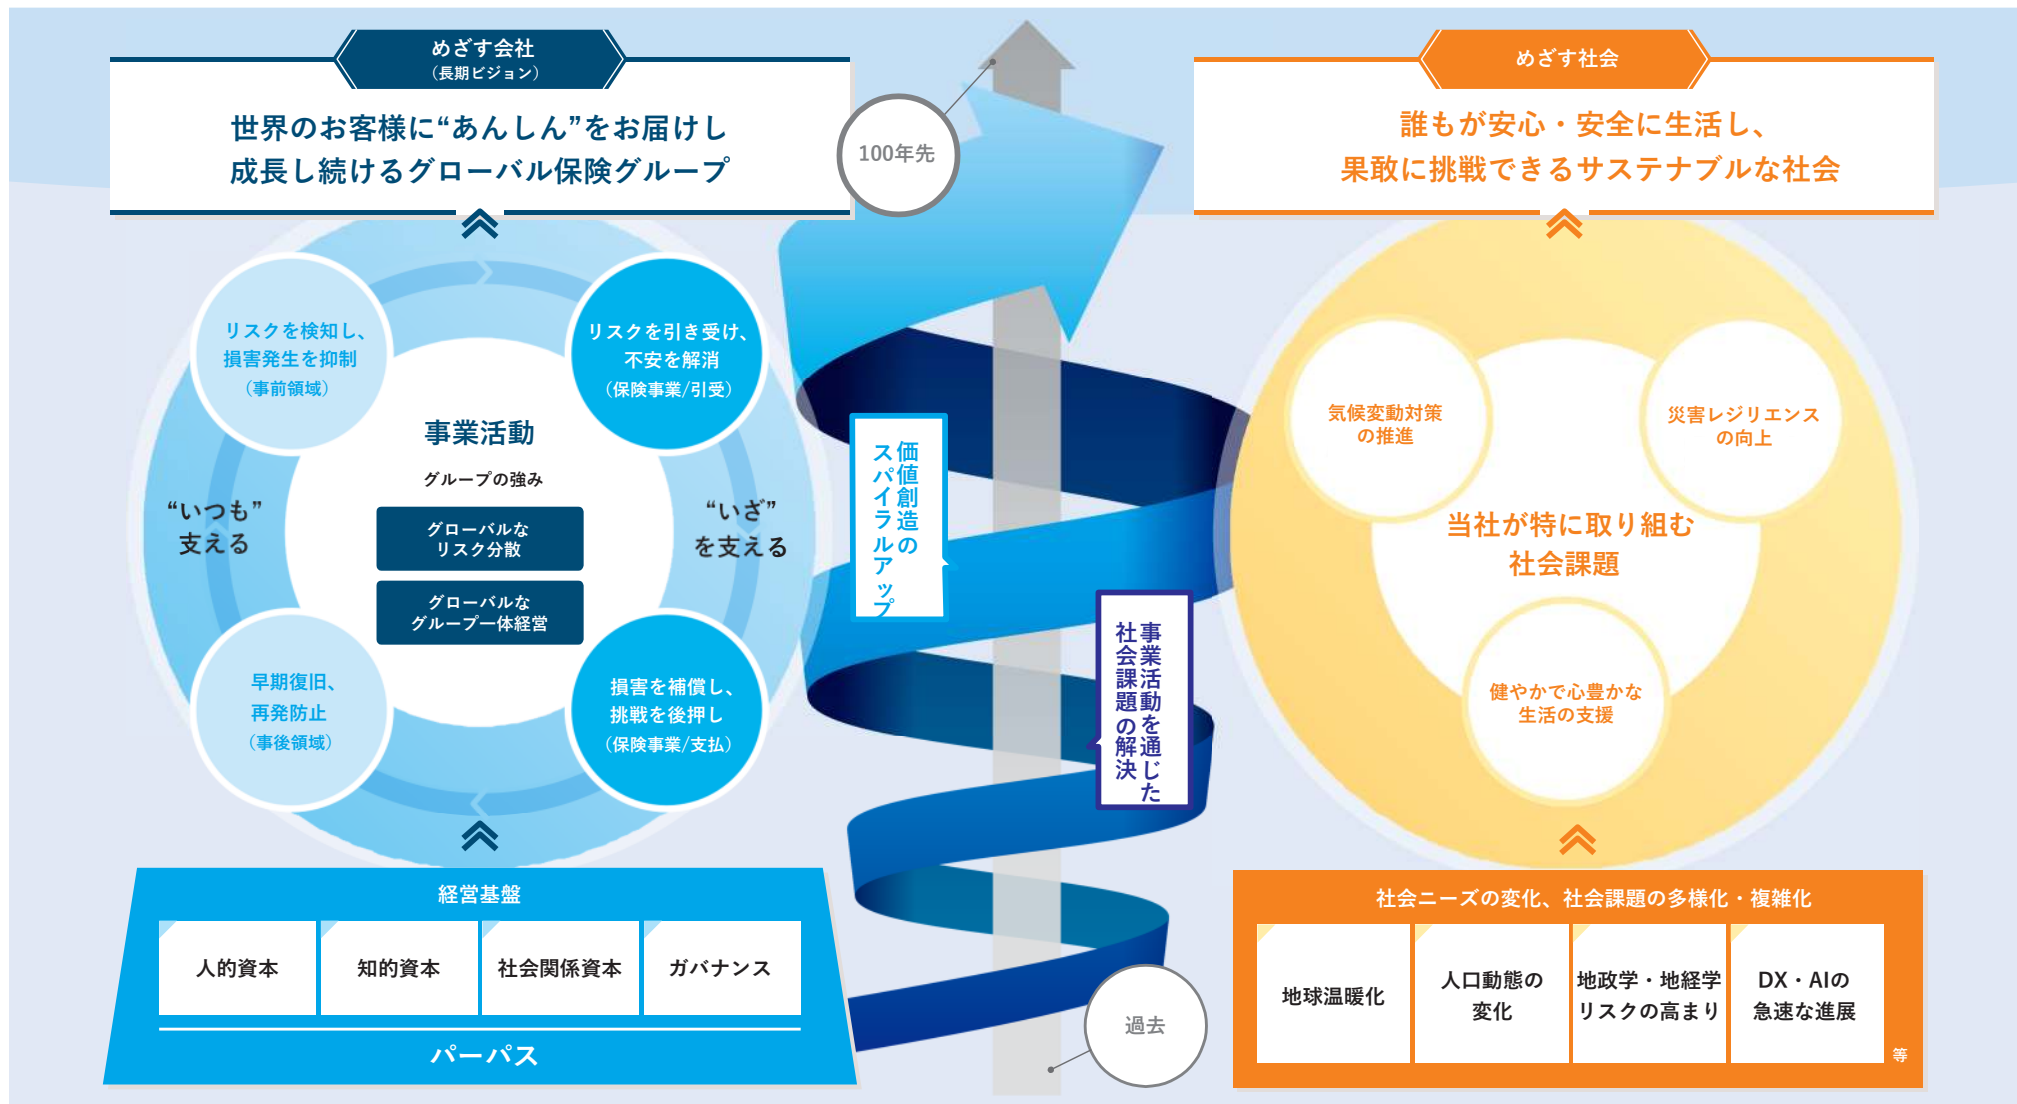 めざす会社
（長期ビジョン）
世界のお客様に“あんしん”をお届けし
成長し続けるグローバル保険グループ
100年先
めざす社会
誰もが安心・安全に生活し、
果敢に挑戦できるサステナブルな社会
リスクを検知し、
損害発生を抑制
（事前領域）
リスクを引き受け、
不安を解消
（保険事業/引受）
事業活動
グループの強み
グローバルな
リスク分散
グローバルな
グループ一体経営
“いつも”
支える
“いざ”
を支える
早期復旧、
再発防止
（事後領域）
損害を補償し、
挑戦を後押し
（保険事業/支払）
価値創造の
スパイラルアップ
事業活動を通じた
社会課題の解決
気候変動対策
の推進
災害レジリエンス
の向上
当社が特に取り組む
社会課題
健やかで心豊かな
生活の支援
経営基盤
人的資本
知的資本
社会関係資本
ガバナンス
パーパス
過去
社会ニーズの変化、社会課題の多様化・複雑化
地球温暖化
人口動態の
変化
地政学・地経学
リスクの高まり
DX・AIの
急速な進展
等